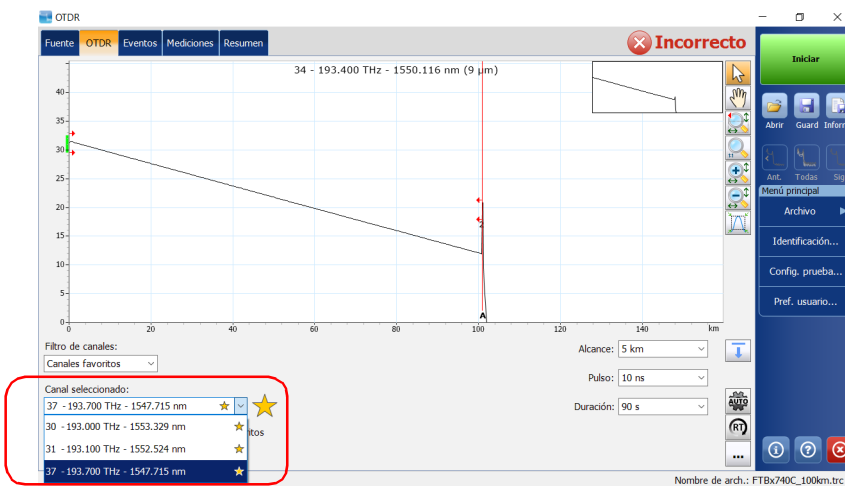 OTDR
Fuente OTDR Eventos Mediciones Resumen
Incorrecto
34 - 193.400 THz - 1550.116 nm (9 µm)
40
35
30
25
20
15
10
5
0
2
A
0 20 40 60 80 100 120 140 km
Filtro de canales:
Canales favoritos
Canal seleccionado:
37 - 193.700 THz - 1547.715 nm
30 - 193.000 THz - 1553.329 nm
itos
31 - 193.100 THz - 1552.524 nm
37 - 193.700 THz - 1547.715 nm
Alcance: 5 km
Pulso: 10 ns
Duración: 90 s
AUTO
RT
...
Iniciar
Abrir Guard Inform
Ant. Todas Sig
Menú principal
Archivo
Identificación...
Config. prueba...
Pref. usuario...
Nombre de arch.: FTBx740C_100km.trc